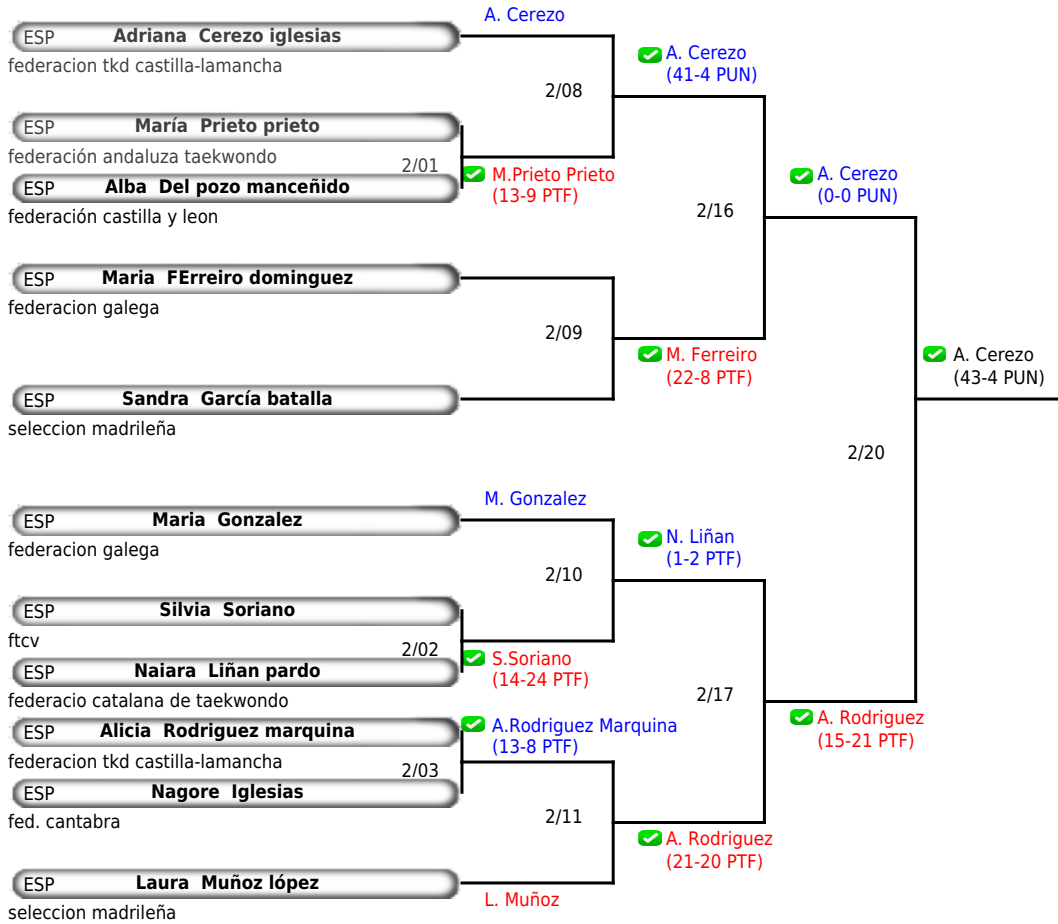 A. Cerezo
ESP Adriana Cerezo iglesias
federacion tkd castilla-lamancha
A. Cerezo
(41-4 PUN)
2/08
ESP María Prieto prieto
federación andaluza taekwondo
2/01
M.Prieto Prieto
(13-9 PTF)
ESP Alba Del pozo manceñido
federación castilla y leon
A. Cerezo
(0-0 PUN)
2/16
ESP Maria FErreiro dominguez
federacion galega
2/09
M. Ferreiro
(22-8 PTF)
A. Cerezo
(43-4 PUN)
ESP Sandra García batalla
seleccion madrileña
2/20
M. Gonzalez
ESP Maria Gonzalez
federacion galega
N. Liñan
(1-2 PTF)
2/10
ESP Silvia Soriano
ftcv
2/02
S.Soriano
(14-24 PTF)
ESP Naiara Liñan pardo
federacio catalana de taekwondo
2/17
A. Rodriguez
(15-21 PTF)
ESP Alicia Rodriguez marquina
federacion tkd castilla-lamancha
A.Rodriguez Marquina
(13-8 PTF)
2/03
ESP Nagore Iglesias
fed. cantabra
2/11
A. Rodriguez
(21-20 PTF)
ESP Laura Muñoz lópez
seleccion madrileña
L. Muñoz